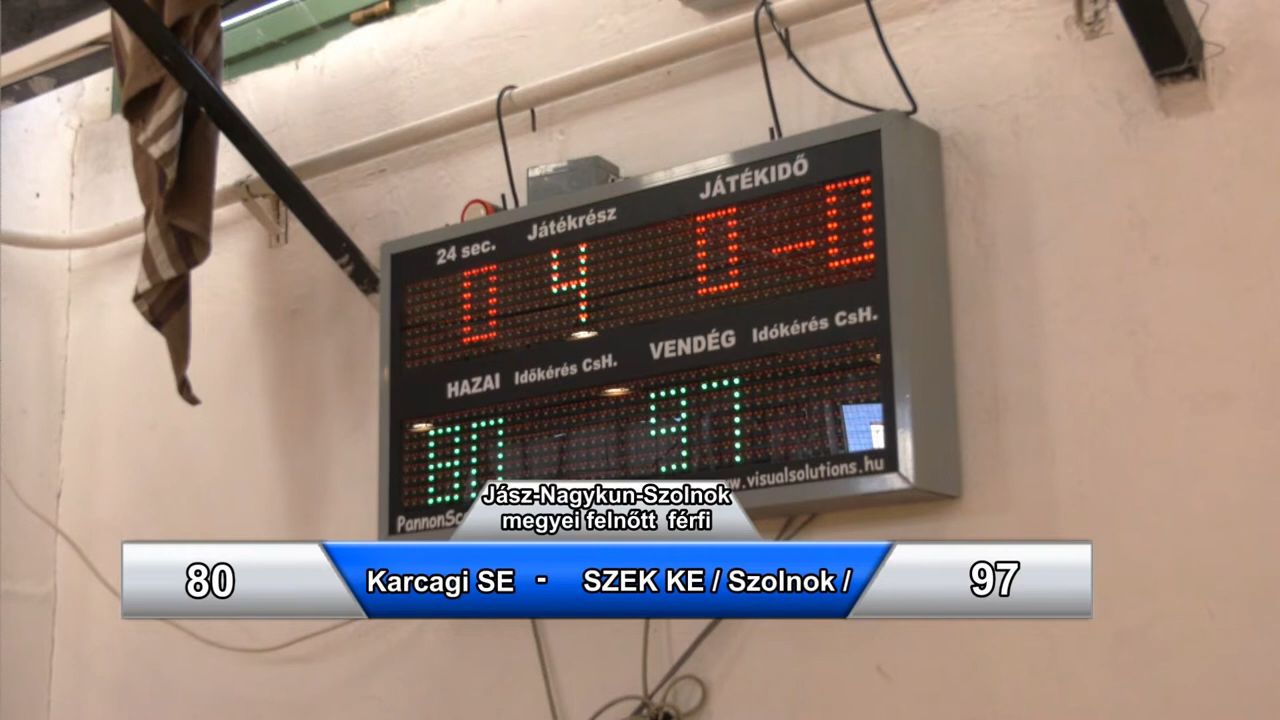 24 sec. Játékrész JÁTÉKIDŐ
0 4 0-0
HAZAI Időkérés CsH. VENDÉG Időkérés CsH.
80 97
www.visualsolutions.hu
Jász-Nagykun-Szolnok
megyei felnőtt férfi
80 Karcagi SE - SZEK KE / Szolnok / 97